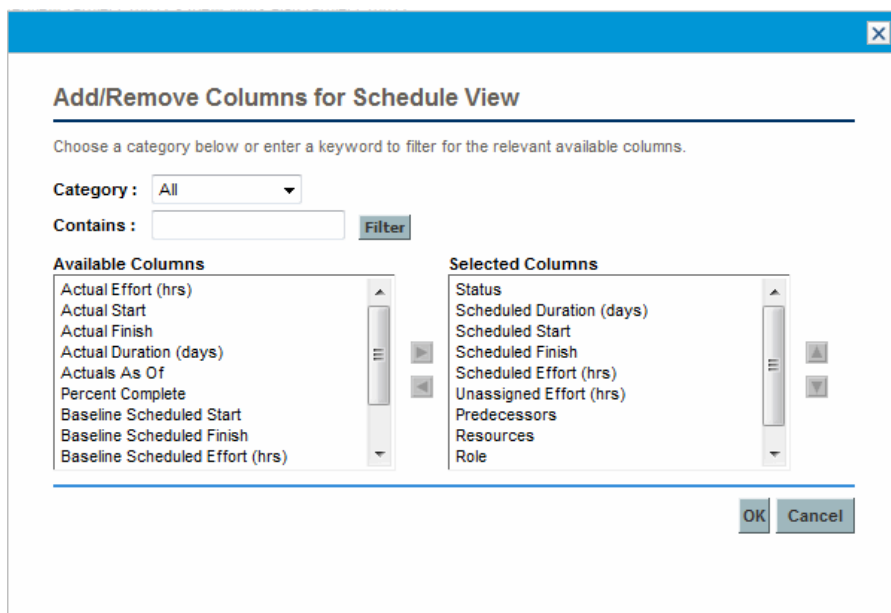 Add/Remove Columns for Schedule View
Choose a category below or enter a keyword to filter for the relevant available columns.
Category : All
Contains : Filter
Available Columns
Actual Effort (hrs)
Actual Start
Actual Finish
Actual Duration (days)
Actuals As Of
Percent Complete
Baseline Scheduled Start
Baseline Scheduled Finish
Baseline Scheduled Effort (hrs)
Selected Columns
Status
Scheduled Duration (days)
Scheduled Start
Scheduled Finish
Scheduled Effort (hrs)
Unassigned Effort (hrs)
Predecessors
Resources
Role
OK Cancel